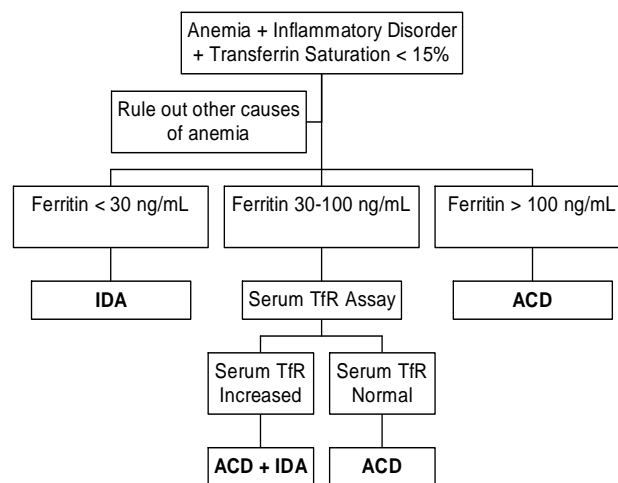 Anemia + Inflammatory Disorder
+ Transferrin Saturation < 15%
Rule out other causes
of anemia
Ferritin < 30 ng/mL
Ferritin 30-100 ng/mL
Ferritin > 100 ng/mL
IDA
Serum TfR Assay
ACD
Serum TfR
Increased
Serum TfR
Normal
ACD + IDA
ACD